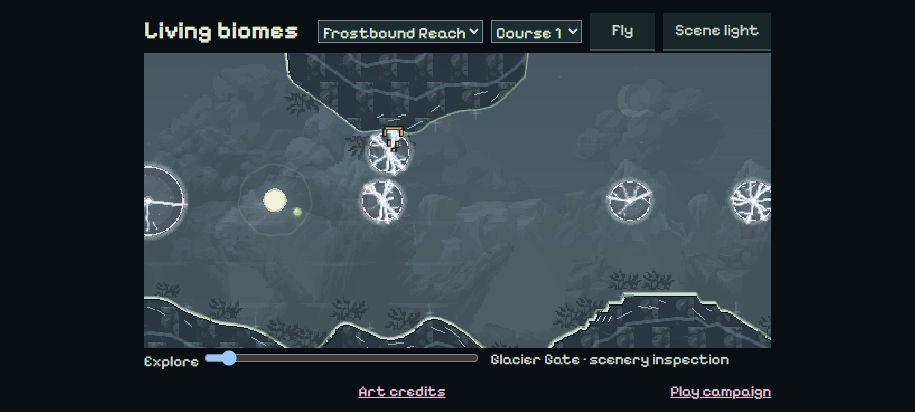 Living biomes Frostbound Reach Course 1 Fly Scene light
Explore Glacier Gate · scenery inspection
Art credits Play campaign